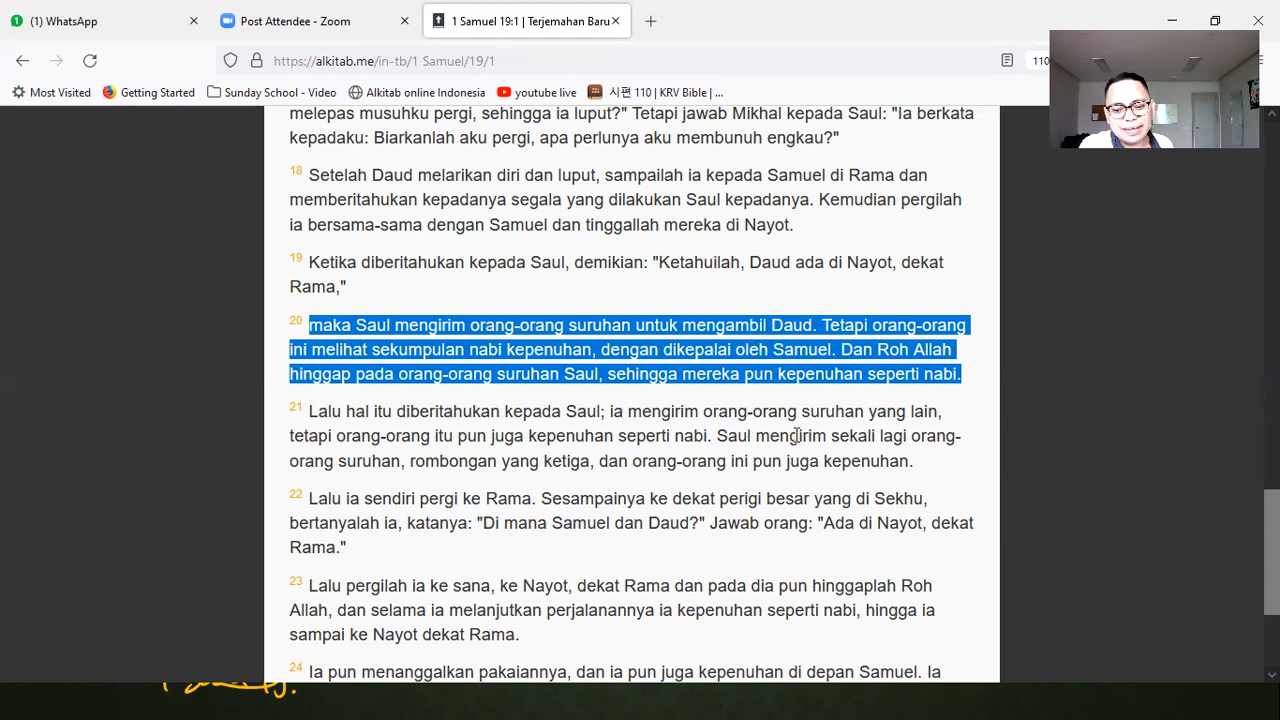 1 (1) WhatsApp
Post Attendee - Zoom
1 Samuel 19:1 | Terjemahan Baru
https://alkitab.me/in-tb/1 Samuel/19/1
110
Most Visited
Getting Started
Sunday School - Video
Alkitab online Indonesia
youtube live
시편 110 | KRV Bible | ...
melepas musuhku pergi, sehingga ia luput?" Tetapi jawab Mikhal kepada Saul: "Ia berkata
kepadaku: Biarkanlah aku pergi, apa perlunya aku membunuh engkau?"
18 Setelah Daud melarikan diri dan luput, sampailah ia kepada Samuel di Rama dan
memberitahukan kepadanya segala yang dilakukan Saul kepadanya. Kemudian pergilah
ia bersama-sama dengan Samuel dan tinggallah mereka di Nayot.
19 Ketika diberitahukan kepada Saul, demikian: "Ketahuilah, Daud ada di Nayot, dekat
Rama,"
20 maka Saul mengirim orang-orang suruhan untuk mengambil Daud. Tetapi orang-orang
ini melihat sekumpulan nabi kepenuhan, dengan dikepalai oleh Samuel. Dan Roh Allah
hinggap pada orang-orang suruhan Saul, sehingga mereka pun kepenuhan seperti nabi.
21 Lalu hal itu diberitahukan kepada Saul; ia mengirim orang-orang suruhan yang lain,
tetapi orang-orang itu pun juga kepenuhan seperti nabi. Saul mengirim sekali lagi orang-
orang suruhan, rombongan yang ketiga, dan orang-orang ini pun juga kepenuhan.
22 Lalu ia sendiri pergi ke Rama. Sesampainya ke dekat perigi besar yang di Sekhu,
bertanyalah ia, katanya: "Di mana Samuel dan Daud?" Jawab orang: "Ada di Nayot, dekat
Rama."
23 Lalu pergilah ia ke sana, ke Nayot, dekat Rama dan pada dia pun hinggaplah Roh
Allah, dan selama ia melanjutkan perjalanannya ia kepenuhan seperti nabi, hingga ia
sampai ke Nayot dekat Rama.
24 Ia pun menanggalkan pakaiannya, dan ia pun juga kepenuhan di depan Samuel. Ia